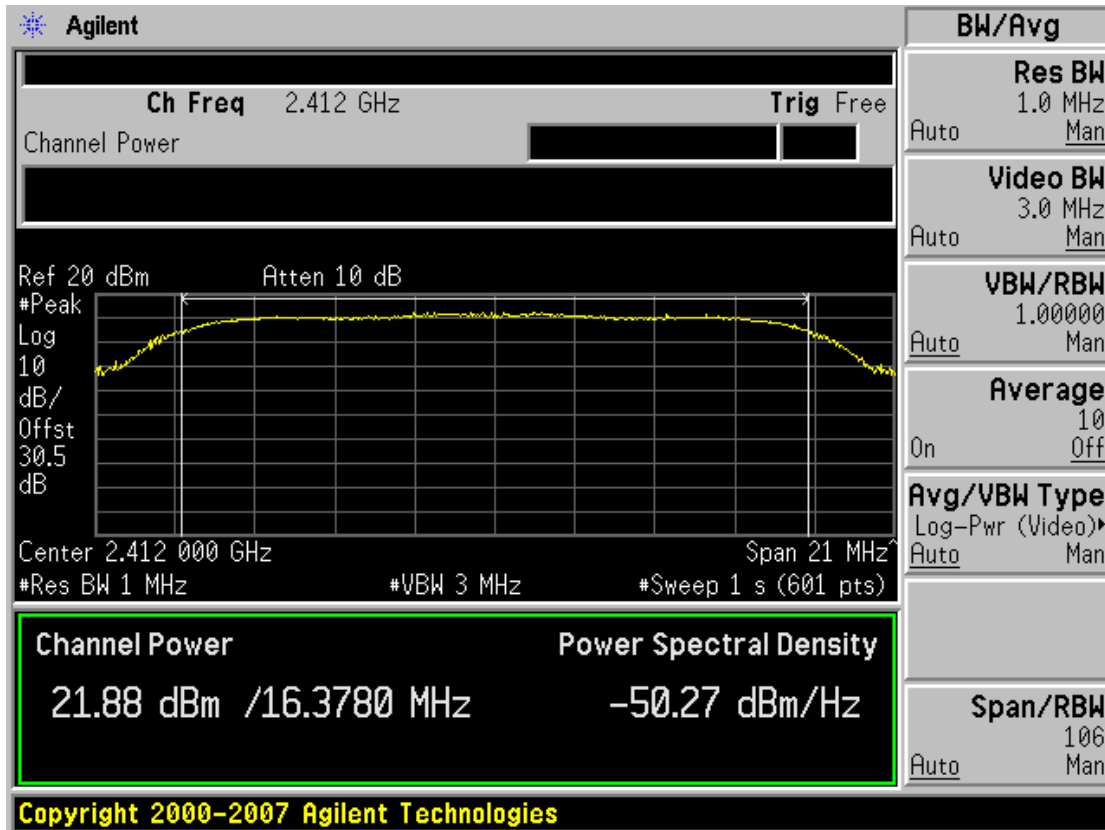 Agilent
Ch Freq 2.412 GHz Trig Free
Channel Power
Ref 20 dBm Atten 10 dB
#Peak
Log
10
dB/
Offst
30.5
dB
Center 2.412 000 GHz Span 21 MHz^
#Res BW 1 MHz #VBW 3 MHz #Sweep 1 s (601 pts)
Channel Power Power Spectral Density
21.88 dBm /16.3780 MHz -50.27 dBm/Hz
Copyright 2000-2007 Agilent Technologies
BW/Avg
Res BW
1.0 MHz
Auto Man
Video BW
3.0 MHz
Auto Man
VBW/RBW
1.00000
Auto Man
Average
10
On Off
Avg/VBW Type
Log-Pwr (Video)
Auto Man
Span/RBW
106
Auto Man